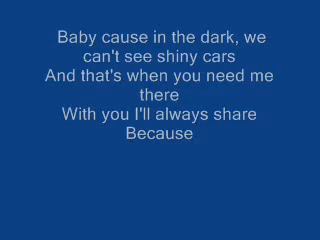 Baby cause in the dark, we
can't see shiny cars
And that's when you need me
there
With you I'll always share
Because